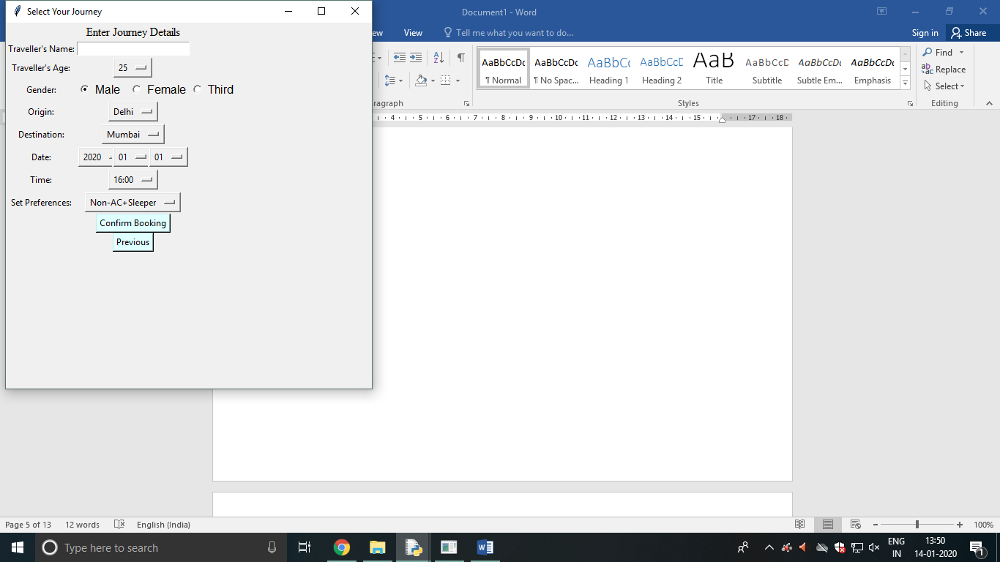 Select Your Journey
Enter Journey Details
Traveller's Name:
Traveller's Age: 25
Gender: Male Female Third
Origin: Delhi
Destination: Mumbai
Date: 2020 01 01
Time: 16:00
Set Preferences: Non-AC+Sleeper
Confirm Booking
Previous
Document1 - Word
ew View Tell me what you want to do... Sign in Share
AaBbCcDc AaBbCcDc AaBbCc AaBbCcD AaB AaBbCcD AaBbCcDc AaBbCcDc
¶ Normal ¶ No Spac... Heading 1 Heading 2 Title Subtitle Subtle Em... Emphasis
Find
Replace
Select
ragraph Styles Editing
4 5 6 7 8 9 10 11 12 13 14 15 17 18
Page 5 of 13 12 words English (India) 100%
Type here to search
ENG
IN
13:50
14-01-2020
1